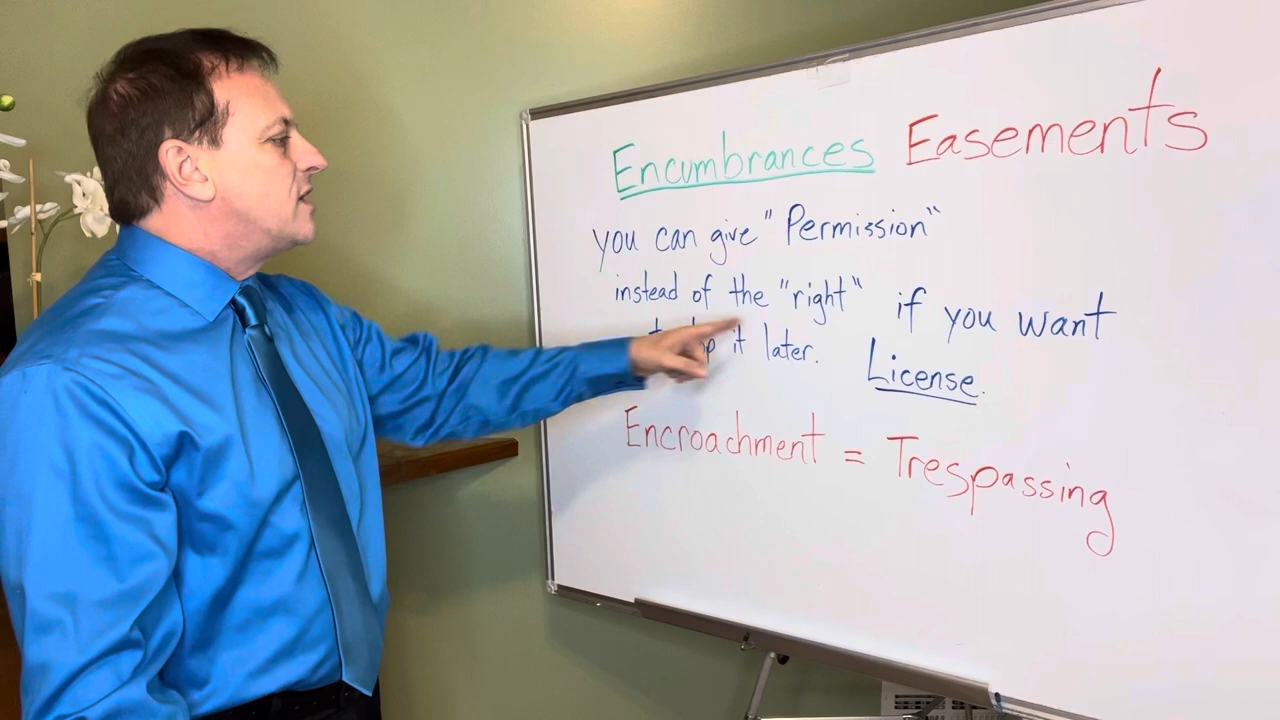 Encumbrances Easements
you can give "Permission"
instead of the "right" if you want
it later. License.
Encroachment = Trespassing